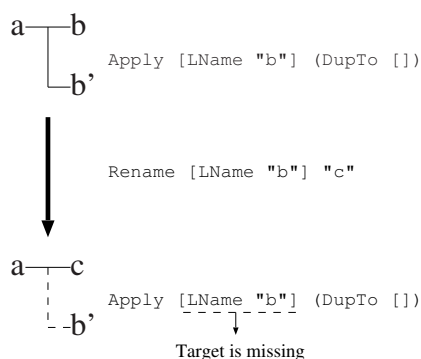 a b
Apply [LName "b"] (DupTo [])
b’
Rename [LName "b"] "c"
a c
Apply [LName "b"] (DupTo [])
b’
Target is missing